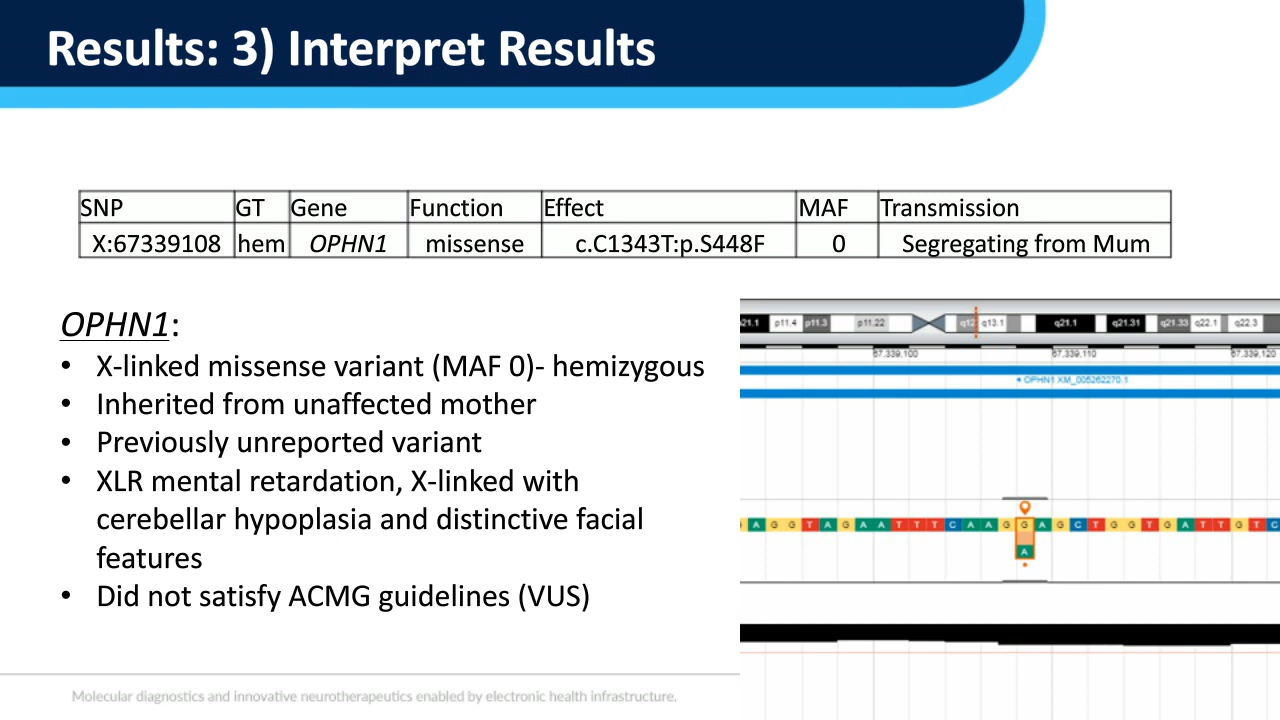 Results: 3) Interpret Results
SNP GT Gene Function Effect MAF Transmission
X:67339108 hem OPHN1 missense c.C1343T:p.S448F 0 Segregating from Mum
OPHN1:
• X-linked missense variant (MAF 0)- hemizygous
• Inherited from unaffected mother
• Previously unreported variant
• XLR mental retardation, X-linked with
cerebellar hypoplasia and distinctive facial
features
• Did not satisfy ACMG guidelines (VUS)
21.1 p11.4 p11.3 p11.22 q12 q13.1 q21.1 q21.31 q21.33 q22.1 q22.3
67,339,100 67,339,110 67,339,120
OPHN1 XM_005262270.1
A G G T A G A A T T T C A A G G A G C T G G T G A T T G T C
A
Molecular diagnostics and innovative neurotherapeutics enabled by electronic health infrastructure.